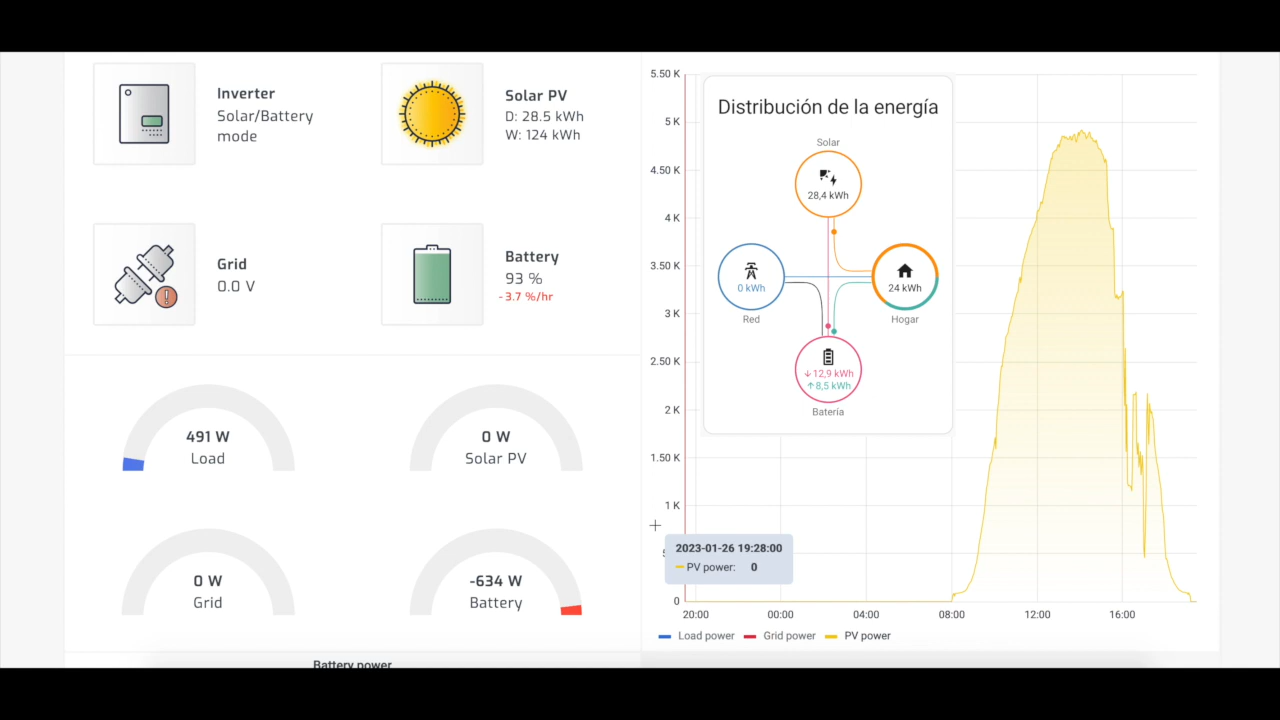 Inverter
Solar/Battery
mode
Solar PV
D: 28.5 kWh
W: 124 kWh
Grid
0.0 V
Battery
93 %
-3.7 %/hr
491 W
Load
0 W
Solar PV
0 W
Grid
-634 W
Battery
Battery power
5.50 K
5 K
4.50 K
4 K
3.50 K
3 K
2.50 K
2 K
1.50 K
1 K
0
Distribución de la energía
Solar
28,4 kWh
0 kWh
Red
24 kWh
Hogar
↓12,9 kWh
↑8,5 kWh
Batería
2023-01-26 19:28:00
PV power: 0
20:00 00:00 04:00 08:00 12:00 16:00
Load power Grid power PV power